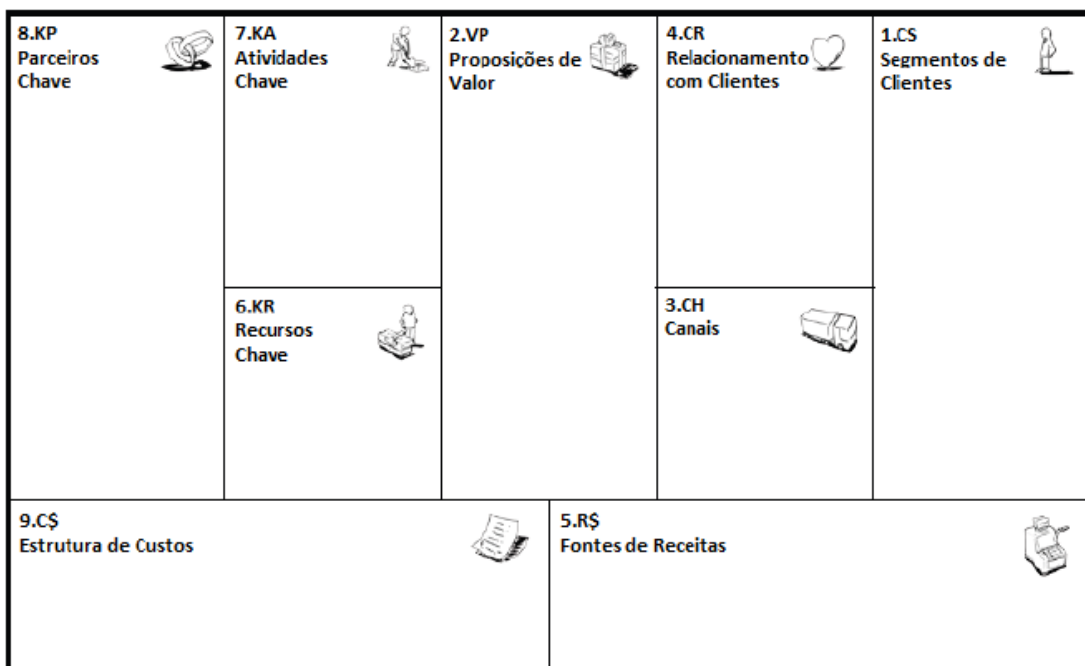 8.KP
Parceiros
Chave
7.KA
Atividades
Chave
2.VP
Proposições de
Valor
4.CR
Relacionamento
com Clientes
1.CS
Segmentos de
Clientes
6.KR
Recursos
Chave
3.CH
Canais
9.C$
Estrutura de Custos
5.R$
Fontes de Receitas